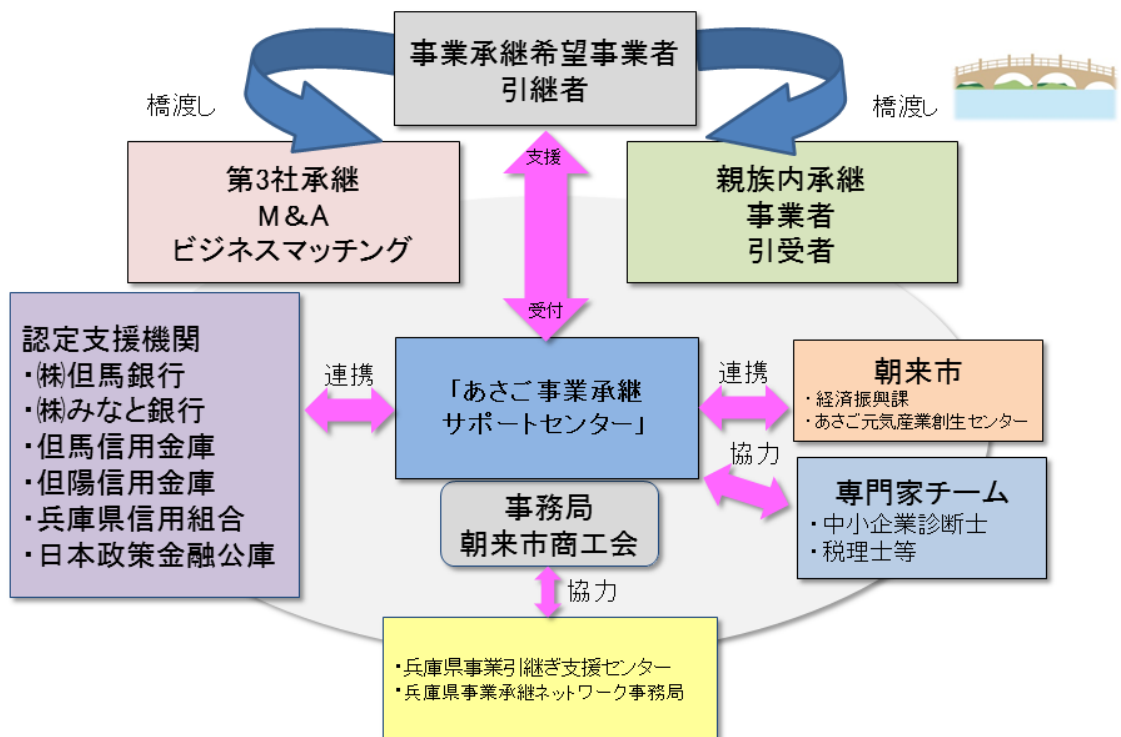 事業承継希望事業者
引継者
橋渡し
橋渡し
第3社承継
M&A
ビジネスマッチング
支援
親族内承継
事業者
引受者
受付
認定支援機関
・㈱但馬銀行
・㈱みなと銀行
・但馬信用金庫
・但陽信用金庫
・兵庫県信用組合
・日本政策金融公庫
連携
「あさご事業承継
サポートセンター」
連携
朝来市
・経済振興課
・あさご元気産業創生センター
協力
専門家チーム
・中小企業診断士
・税理士等
事務局
朝来市商工会
協力
・兵庫県事業引継ぎ支援センター
・兵庫県事業承継ネットワーク事務局